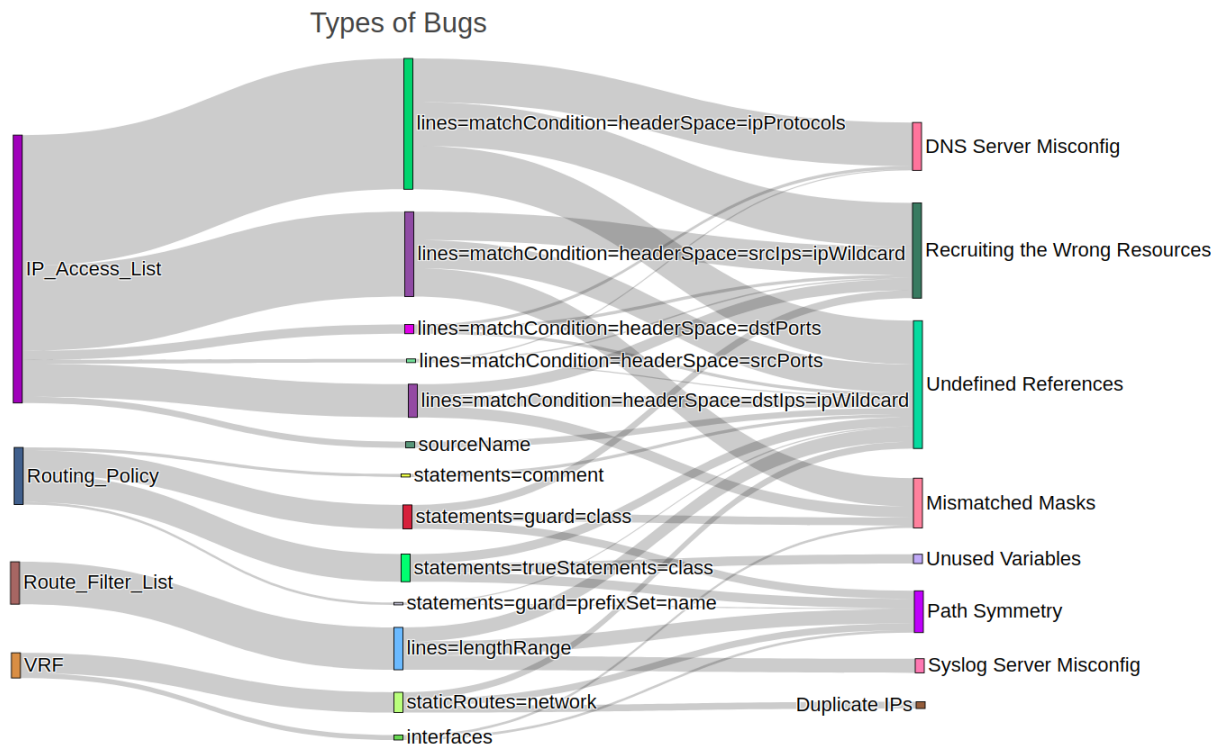 Types of Bugs
IP_Access_List
Routing_Policy
Route_Filter_List
VRF
lines=matchCondition=headerSpace=ipProtocols
lines=matchCondition=headerSpace=srcIps=ipWildcard
lines=matchCondition=headerSpace=dstPorts
lines=matchCondition=headerSpace=srcPorts
lines=matchCondition=headerSpace=dstIps=ipWildcard
sourceName
statements=comment
statements=guard=class
statements=trueStatements=class
statements=guard=prefixSet=name
lines=lengthRange
staticRoutes=network
interfaces
DNS Server Misconfig
Recruiting the Wrong Resources
Undefined References
Mismatched Masks
Unused Variables
Path Symmetry
Syslog Server Misconfig
Duplicate IPs